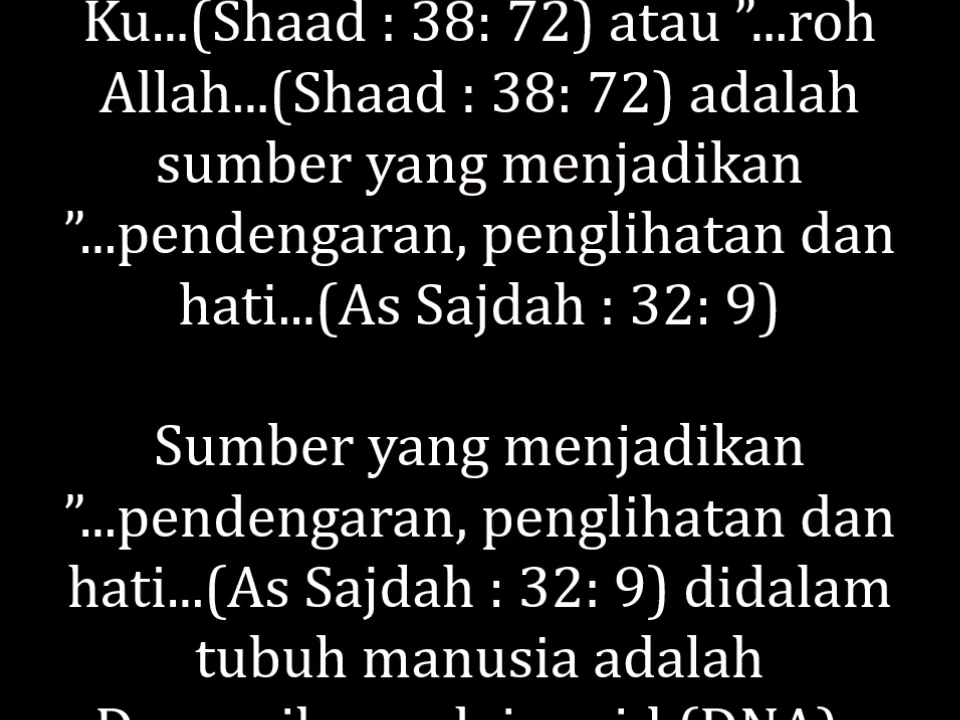 Ku...(Shaad : 38: 72) atau ”...roh
Allah...(Shaad : 38: 72) adalah
sumber yang menjadikan
”...pendengaran, penglihatan dan
hati...(As Sajdah : 32: 9)
Sumber yang menjadikan
”...pendengaran, penglihatan dan
hati...(As Sajdah : 32: 9) didalam
tubuh manusia adalah
(DNA)